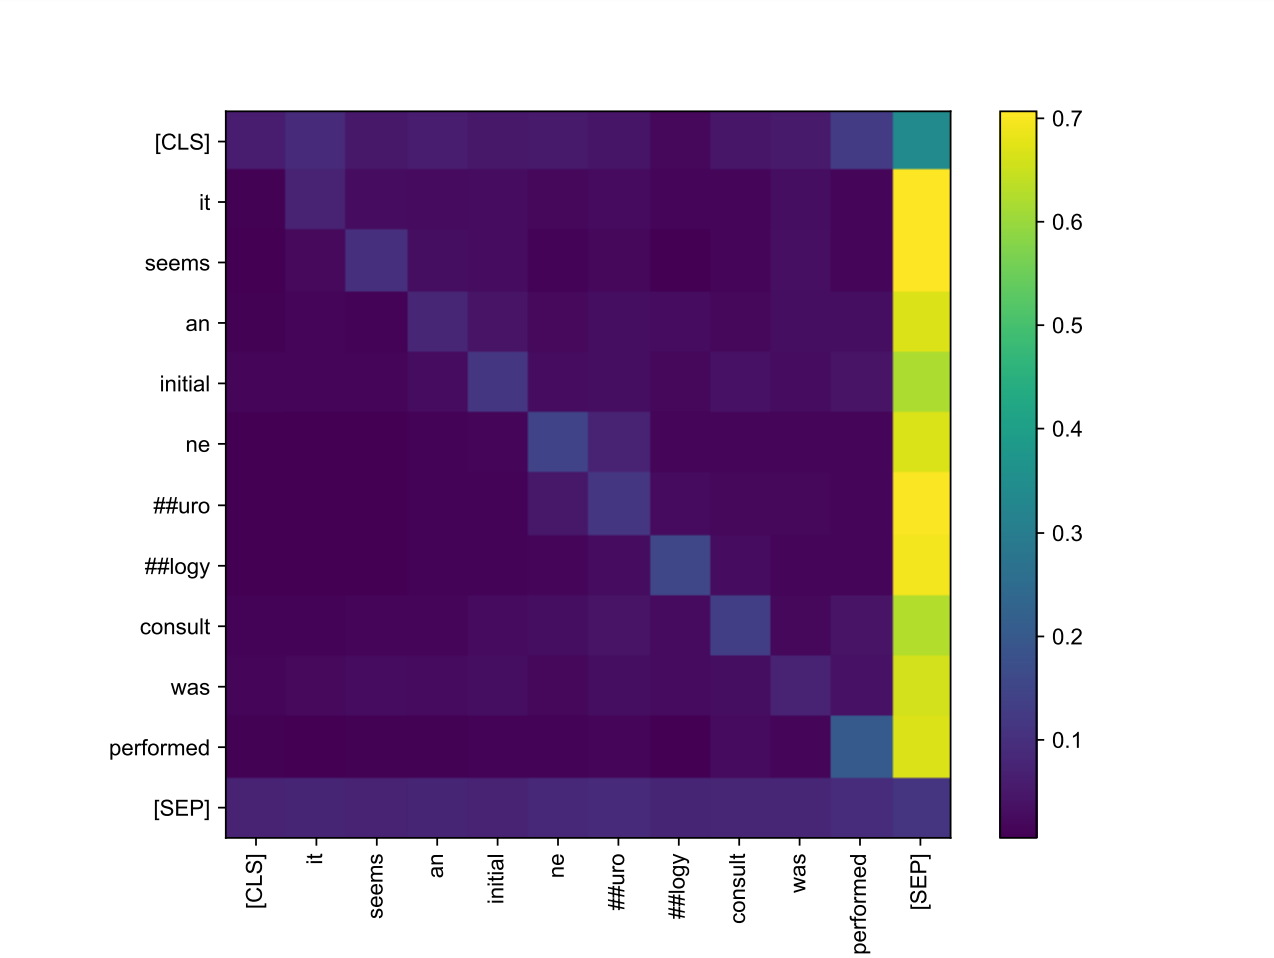 [CLS]
it
seems
an
initial
ne
##uro
##logy
consult
was
performed
[SEP]
[CLS]
it
seems
an
initial
ne
##uro
##logy
consult
was
performed
[SEP]
0.7
0.6
0.5
0.4
0.3
0.2
0.1